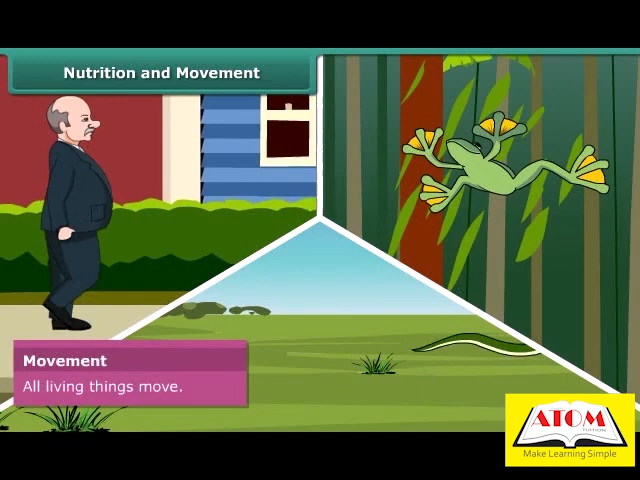 Nutrition and Movement
Movement
All living things move.
ATOM
TUITION
Make Learning Simple